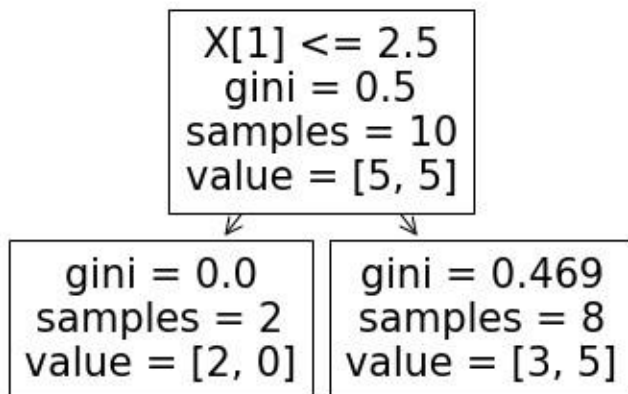 X[1] <= 2.5
gini = 0.5
samples = 10
value = [5, 5]
gini = 0.0
samples = 2
value = [2, 0]
gini = 0.469
samples = 8
value = [3, 5]